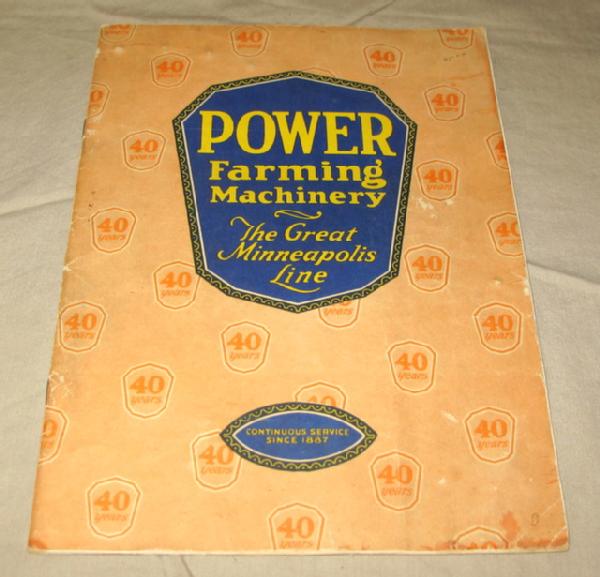 POWER
Farming
Machinery
The Great
Minneapolis
Line
CONTINUOUS SERVICE
SINCE 1887
40
years